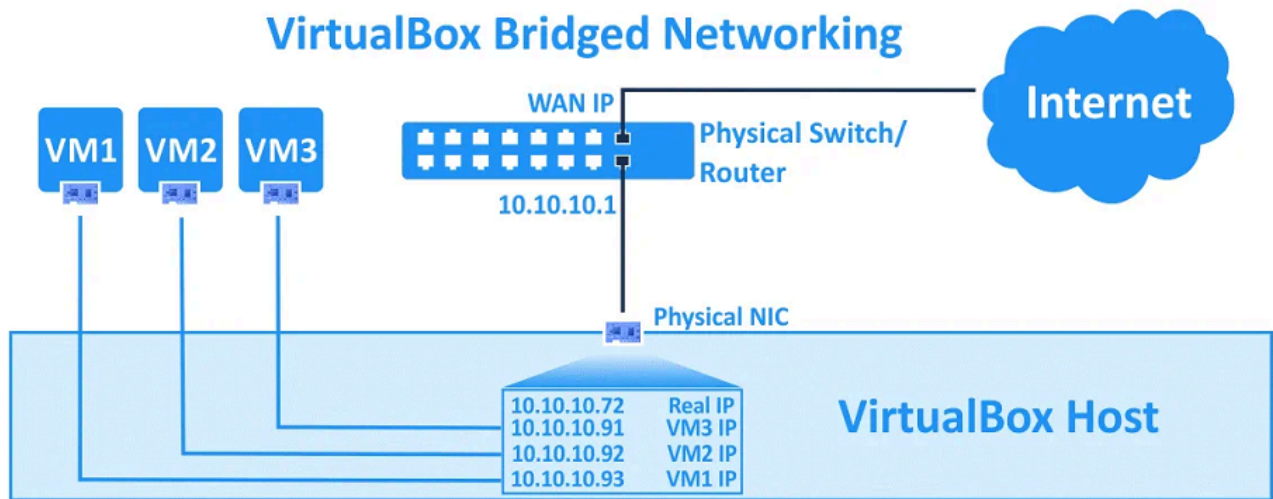 VirtualBox Bridged Networking
WAN IP
Internet
VM1 VM2 VM3
Physical Switch/
Router
10.10.10.1
Physical NIC
10.10.10.72 Real IP
10.10.10.91 VM3 IP
10.10.10.92 VM2 IP
10.10.10.93 VM1 IP
VirtualBox Host